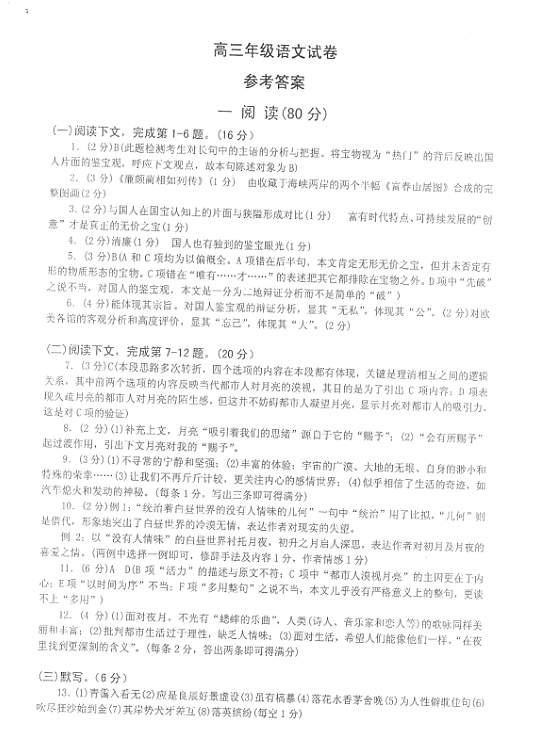 高三年级语文试卷
参考答案
一 阅 读(80分)
(一)阅读下文，完成第1-6题。(16分)
1. (2分)B(此题检测考生对长句中的主语的分析与把握。将宝物视为“热门”的背后反映出国
人片面的鉴宝观，呼应下文观点，故本句陈述对象为B)
2. (3分)《廉颇蔺相如列传》(1分) 由收藏于海峡两岸的两个半幅《富春山居图》合成的完
整图画(2分)
3. (2分)与国人在国宝认知上的片面与狭隘形成对比(1分) 富有时代特点、可持续发展的“创
意”才是真正的无价之宝(1分)
4. (2分)清廉(1分) 国人也有独到的鉴宝眼光(1分)
5. (3分)B(A和C项均为以偏概全。A项错在后半句，本文肯定无形无价之宝，但并未否定有
形的物质形态的宝物。C项错在“唯有……才……”的表述把其它都排除在宝物之外。D项中“先破”
之说不当，对国人的鉴宝观，本文是一分为二地辩证分析而不是简单的“破”)
6. (4分)能体现其宗旨。对国人鉴宝观的辩证分析，显其“无私”，体现其“公”。(2分)对欧
美各馆的客观分析和高度评价，显其“忘己”，体现其“大”。(2分)
(二)阅读下文，完成第7-12题。(20分)
7. (3分)C(本段思路多次转折，四个选项的内容在本段都有体现，关键是理清相互之间的逻辑
关系。其中前两个选项的内容反映当代都市人对月亮的漠视，其目的是为了引出C项内容；D项表
现久疏月亮的都市人对月亮的陌生感，但这并不妨碍都市人凝望月亮，显示月亮对都市人的吸引力，
这是对C项的验证)
8. (2分)(1)补充上文，月亮“吸引着我们的思绪”源自于它的“赐予”；(2)“会有所赐予”
起过渡作用，引出下文月亮对我的“赐予”。
9. (3分)(1)不寻常的宁静和坚强；(2)丰富的体验：宇宙的广漠、大地的无垠、自身的渺小和
特殊的荣幸……(3)让我们不再斤斤计较，更关注内心的感情世界；(4)似乎相信了生活的奇迹，如
汽车熄火和发动的神秘。(每条1分，写出三条即可得满分)
10. (2分)例1：“统治着白昼世界的没有人情味的几何”一句中“统治”用了比拟，“几何”则
是借代，形象地突出了白昼世界的冷漠无情，表达作者对现实的失望。
例2：以“没有人情味”的白昼世界衬托月夜，初升之月启人深思，表达作者对初月及月夜的
喜爱之情。(两例中选择一例即可，修辞手法及内容1分，作者情感1分)
11. (6分)A D(B项“活力”的描述与原文不符；C项中“都市人漠视月亮”的主因更在于内
心；E项“以时间为序”不当；F项“多用整句”之说不当，本文几乎没有严格意义上的整句，更谈
不上“多用”)
12. (4分)(1)面对夜月，不光有“蟋蟀的乐曲”，人类(诗人、音乐家和恋人等)的歌咏同样美
丽和丰富；(2)批判都市生活过于理性，缺乏人情味；(3)面对生活，希望人们能像他们一样，“在夜
里找到更深刻的含义”。(每条2分，答出两条即可得满分)
(三)默写。(6分)
13. (1)青霭入看无(2)应是良辰好景虚设(3)虽有槁暴(4)落花水香茅舍晚(5)为人性僻耽佳句(6)
吹尽狂沙始到金(7)其岸势犬牙差互(8)落英缤纷(每空1分)